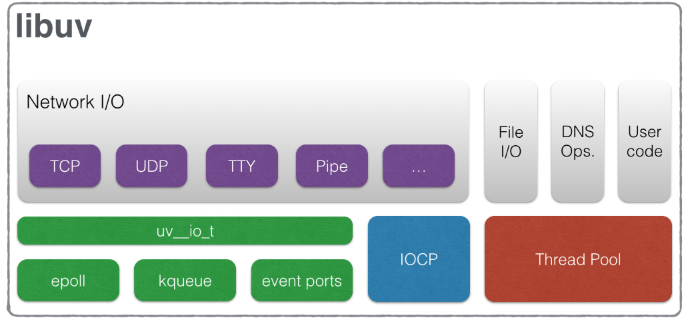 libuv
Network I/O
TCP
UDP
TTY
Pipe
...
File
I/O
DNS
Ops.
User
code
uv__io_t
epoll
kqueue
event ports
IOCP
Thread Pool